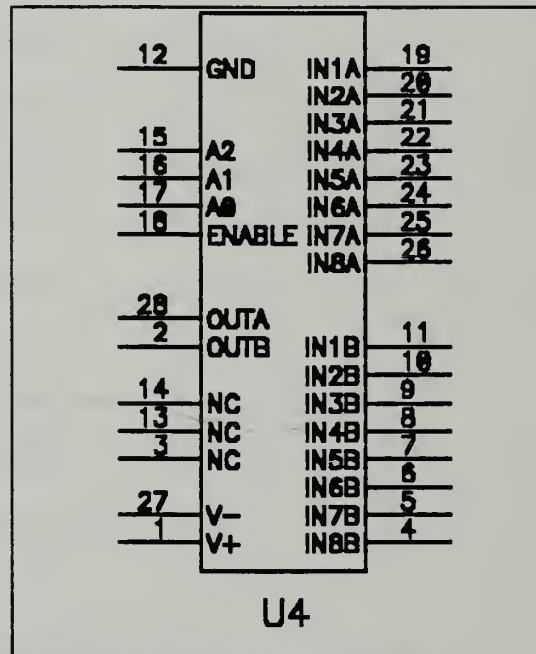 12 GND IN1A 19
IN2A 20
IN3A 21
15 A2 IN4A 22
16 A1 IN5A 23
17 A0 IN6A 24
18 ENABLE IN7A 25
IN8A 26
28 OUTA
2 OUTB IN1B 11
IN2B 10
14 NC IN3B 9
13 NC IN4B 8
3 NC IN5B 7
IN6B 6
27 V- IN7B 5
1 V+ IN8B 4
U4